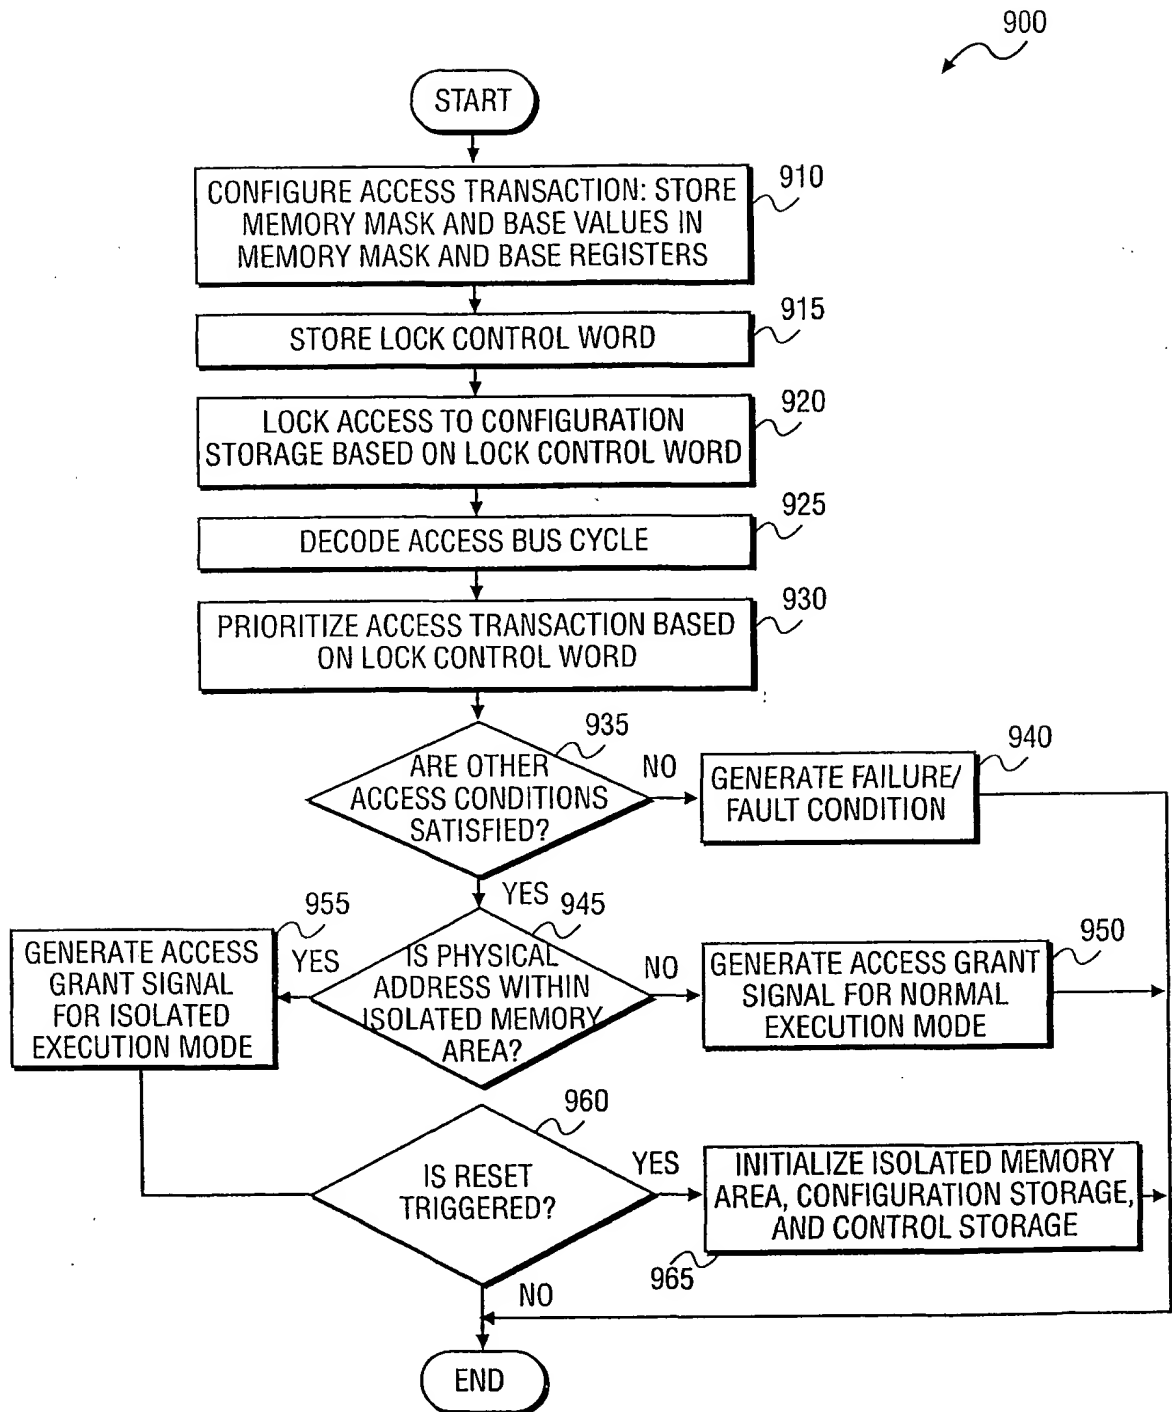 900
START
CONFIGURE ACCESS TRANSACTION: STORE
MEMORY MASK AND BASE VALUES IN
MEMORY MASK AND BASE REGISTERS
910
STORE LOCK CONTROL WORD
915
LOCK ACCESS TO CONFIGURATION
STORAGE BASED ON LOCK CONTROL WORD
920
DECODE ACCESS BUS CYCLE
925
PRIORITIZE ACCESS TRANSACTION BASED
ON LOCK CONTROL WORD
930
ARE OTHER
ACCESS CONDITIONS
SATISFIED?
935
NO
GENERATE FAILURE/
FAULT CONDITION
940
YES
IS PHYSICAL
ADDRESS WITHIN
ISOLATED MEMORY
AREA?
945
NO
GENERATE ACCESS GRANT
SIGNAL FOR NORMAL
EXECUTION MODE
950
YES
GENERATE ACCESS
GRANT SIGNAL
FOR ISOLATED
EXECUTION MODE
955
IS RESET
TRIGGERED?
960
YES
INITIALIZE ISOLATED MEMORY
AREA, CONFIGURATION STORAGE,
AND CONTROL STORAGE
965
NO
END